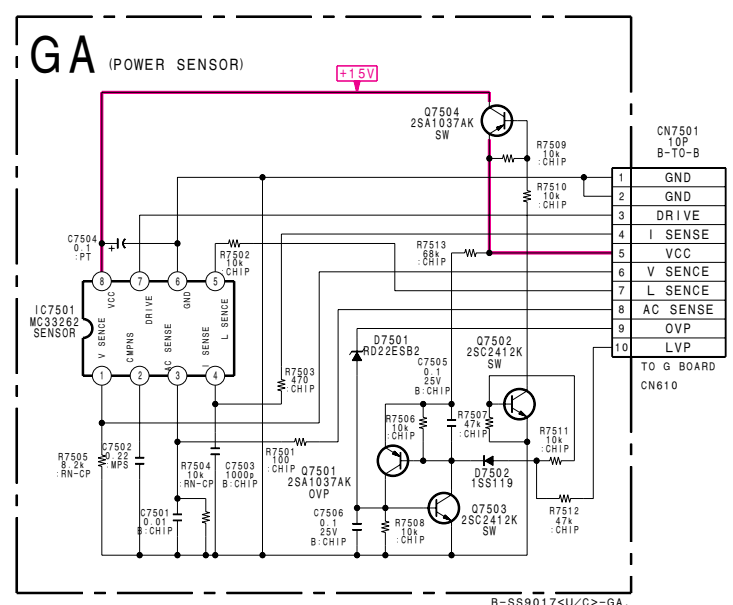 GA (POWER SENSOR)
+15V
Q7504
2SA1037AK
SW
CN7501
10P
B-TO-B
R7509
10k
:CHIP
R7510
10k
:CHIP
1 GND
2 GND
3 DRIVE
4 I SENSE
5 VCC
6 V SENCE
7 L SENCE
8 AC SENSE
9 OVP
10 LVP
TO G BOARD
CN610
C7504
0.1
:PT
+
R7502
10k
:CHIP
R7513
68k
:CHIP
8 7 6 5
VCC
DRIVE
GND
L SENCE
IC7501
MC33262
SENSOR
V SENCE
CMPNS
AC SENSE
I SENSE
1 2 3 4
D7501
RD22ESB2
Q7502
2SC2412K
SW
C7505
0.1
25V
B:CHIP
R7503
470
:CHIP
R7506
10k
:CHIP
R7507
47k
:CHIP
R7511
10k
:CHIP
R7505
8.2k
:RN-CP
C7502
0.22
:MPS
R7504
10k
:RN-CP
C7503
1000p
B:CHIP
R7501
100
:CHIP
Q7501
2SA1037AK
OVP
D7502
1SS119
C7501
0.01
B:CHIP
C7506
0.1
25V
B:CHIP
R7508
10k
:CHIP
Q7503
2SC2412K
SW
R7512
47k
:CHIP
B-SS9017<U/C>-GA.